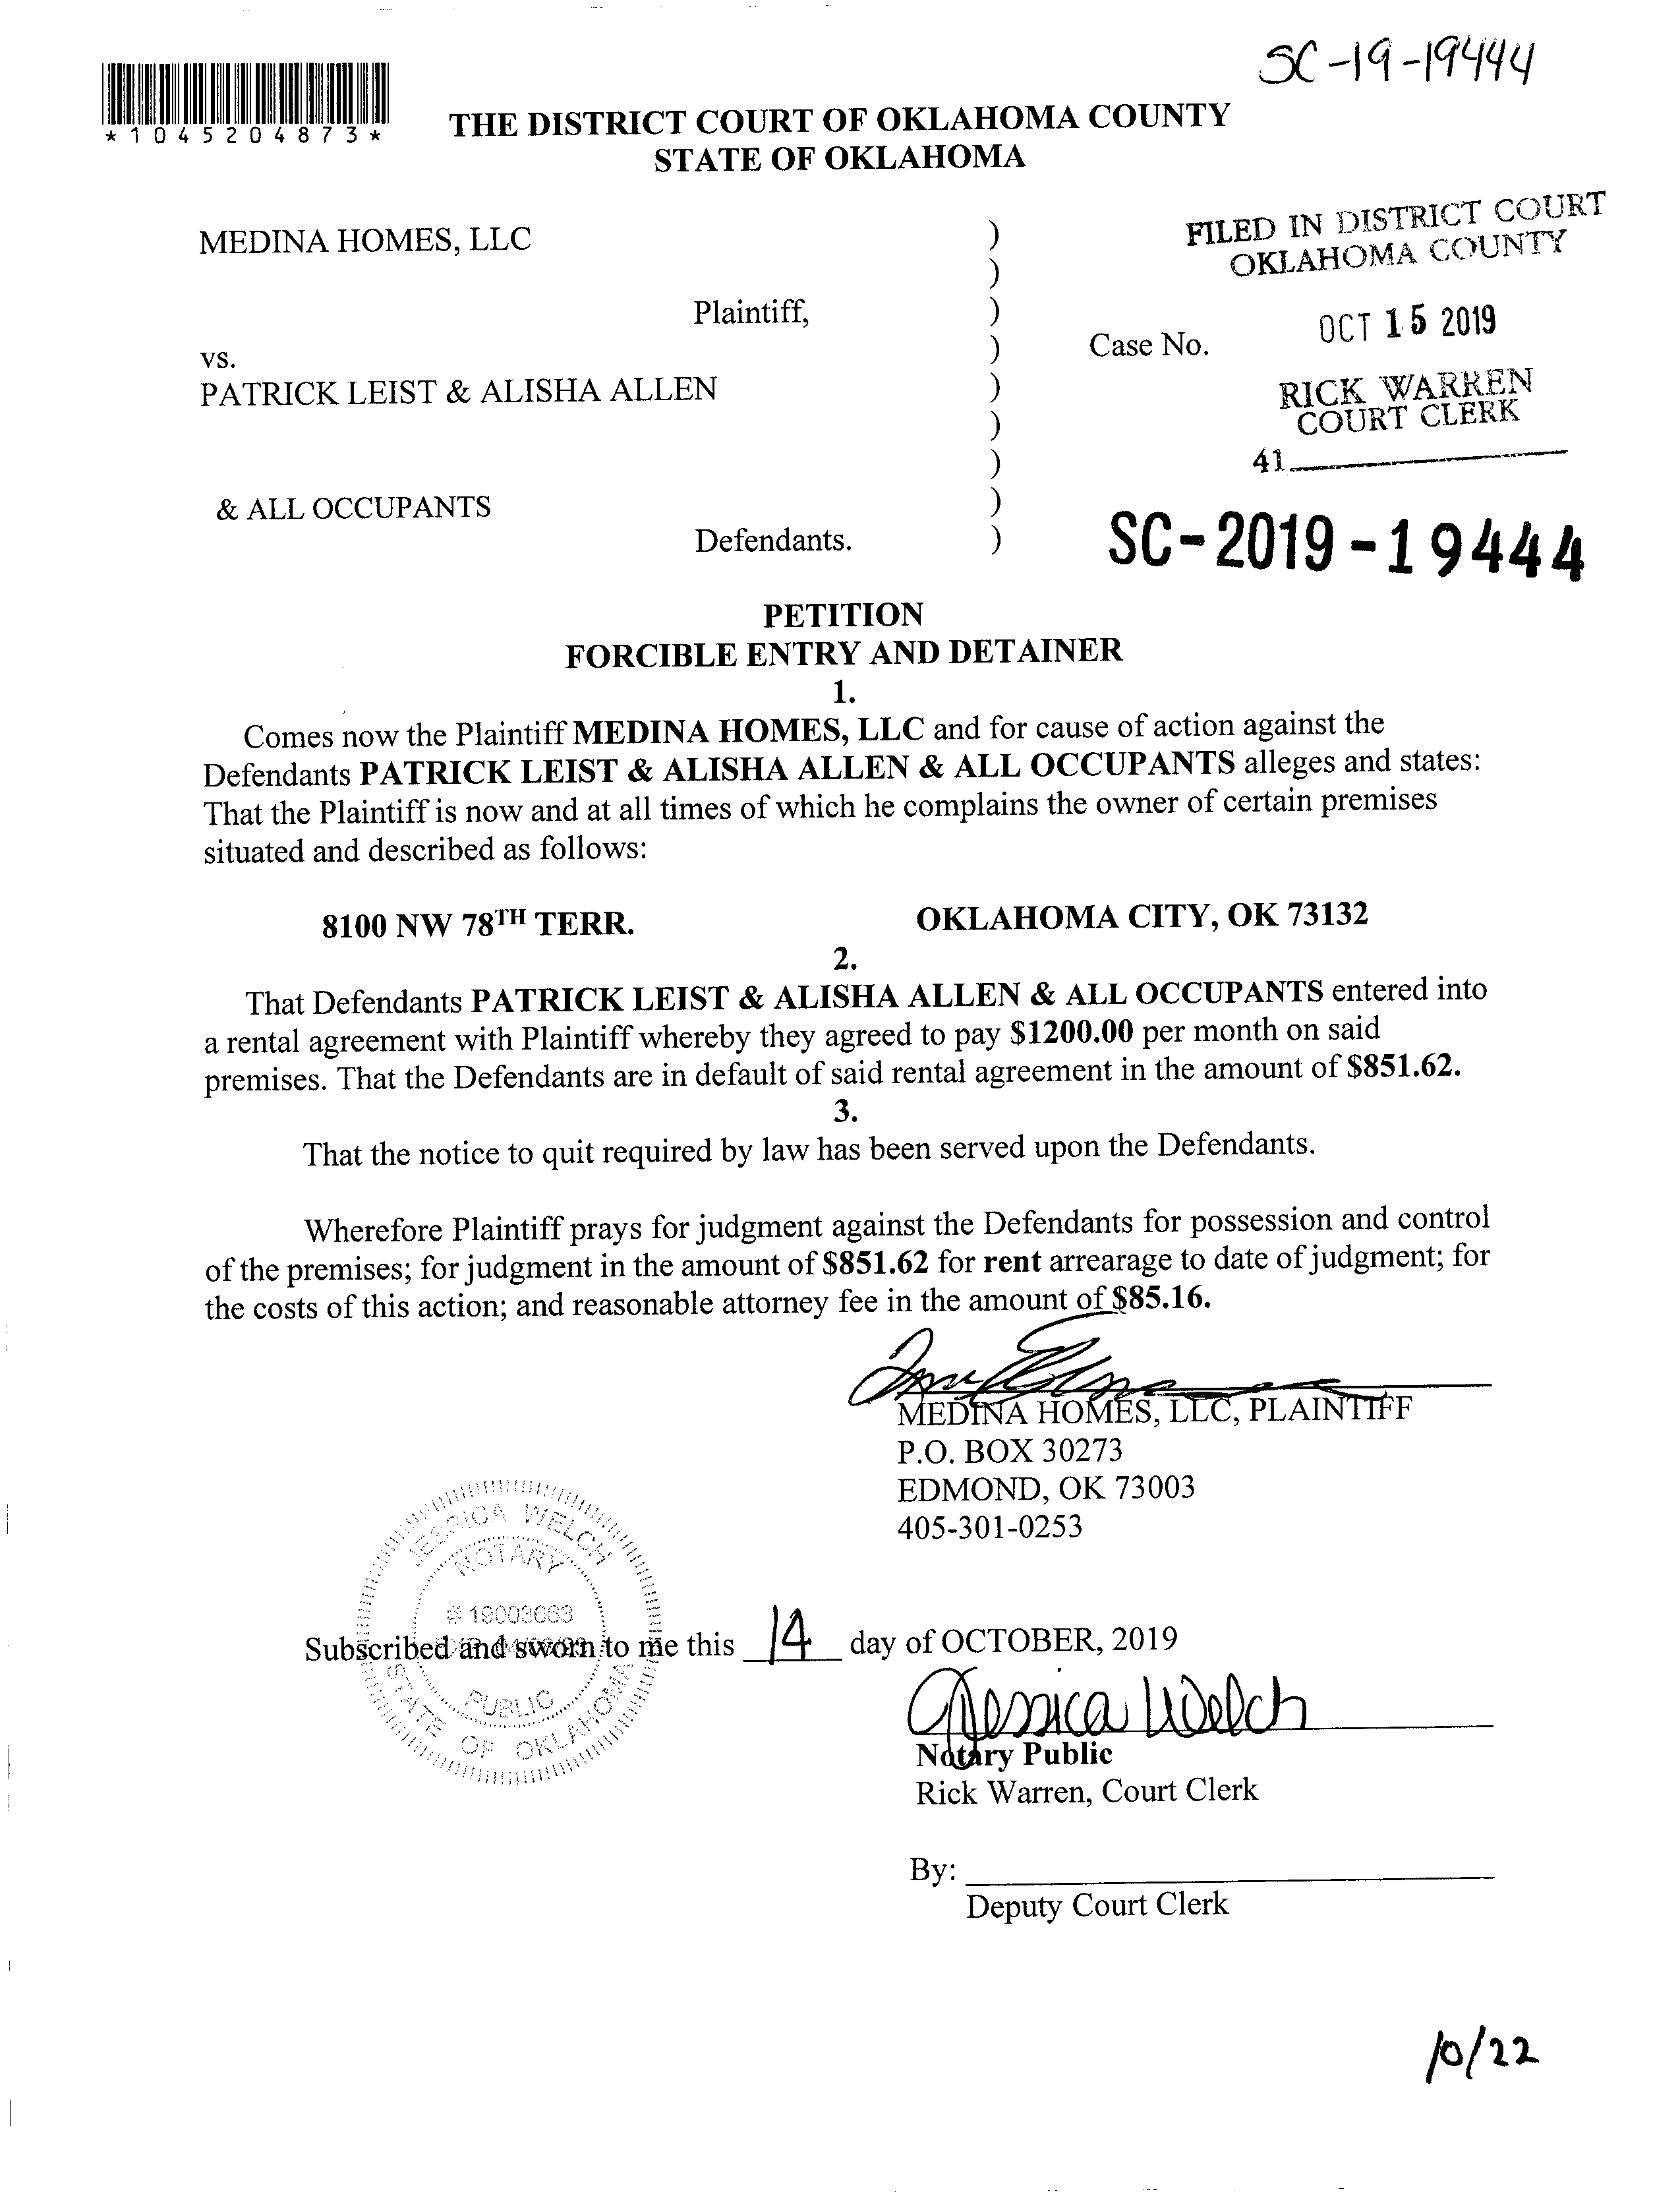 SC-19-19444
*1045204873*
THE DISTRICT COURT OF OKLAHOMA COUNTY
STATE OF OKLAHOMA
FILED IN DISTRICT COURT
OKLAHOMA COUNTY
MEDINA HOMES, LLC )
)
Plaintiff, )
OCT 15 2019
vs. ) Case No.
PATRICK LEIST & ALISHA ALLEN )
RICK WARREN
COURT CLERK
)
)
41
& ALL OCCUPANTS )
Defendants. )
SC-2019-19444
PETITION
FORCIBLE ENTRY AND DETAINER
1.
Comes now the Plaintiff MEDINA HOMES, LLC and for cause of action against the
Defendants PATRICK LEIST & ALISHA ALLEN & ALL OCCUPANTS alleges and states:
That the Plaintiff is now and at all times of which he complains the owner of certain premises
situated and described as follows:
8100 NW 78TH TERR. OKLAHOMA CITY, OK 73132
2.
That Defendants PATRICK LEIST & ALISHA ALLEN & ALL OCCUPANTS entered into
a rental agreement with Plaintiff whereby they agreed to pay $1200.00 per month on said
premises. That the Defendants are in default of said rental agreement in the amount of $851.62.
3.
That the notice to quit required by law has been served upon the Defendants.
Wherefore Plaintiff prays for judgment against the Defendants for possession and control
of the premises; for judgment in the amount of $851.62 for rent arrearage to date of judgment; for
the costs of this action; and reasonable attorney fee in the amount of $85.16.
MEDINA HOMES, LLC, PLAINTIFF
P.O. BOX 30273
EDMOND, OK 73003
405-301-0253
JESSICA WELCH
NOTARY
# 19003663
PUBLIC
STATE OF OKLAHOMA
Subscribed and sworn to me this 14 day of OCTOBER, 2019
Jessica Welch
Notary Public
Rick Warren, Court Clerk
By:
Deputy Court Clerk
10/22